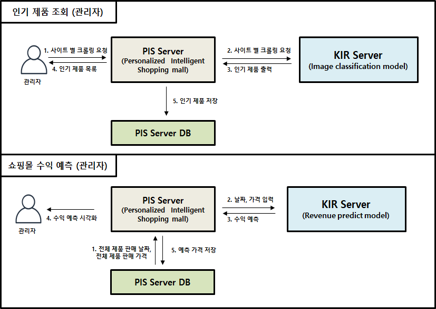 인기 제품 조회 (관리자)
1. 사이트 별 크롤링 요청
4. 인기 제품 목록
관리자
PIS Server
(Personalized Intelligent
Shopping mall)
2. 사이트 별 크롤링 요청
3. 인기 제품 출력
KIR Server
(Image classification model)
5. 인기 제품 저장
PIS Server DB
쇼핑몰 수익 예측 (관리자)
4. 수익 예측 시각화
관리자
PIS Server
(Personalized Intelligent
Shopping mall)
2. 날짜, 가격 입력
3. 수익 예측
KIR Server
(Revenue predict model)
1. 전체 제품 판매 날짜,
전체 제품 판매 가격
5. 예측 가격 저장
PIS Server DB